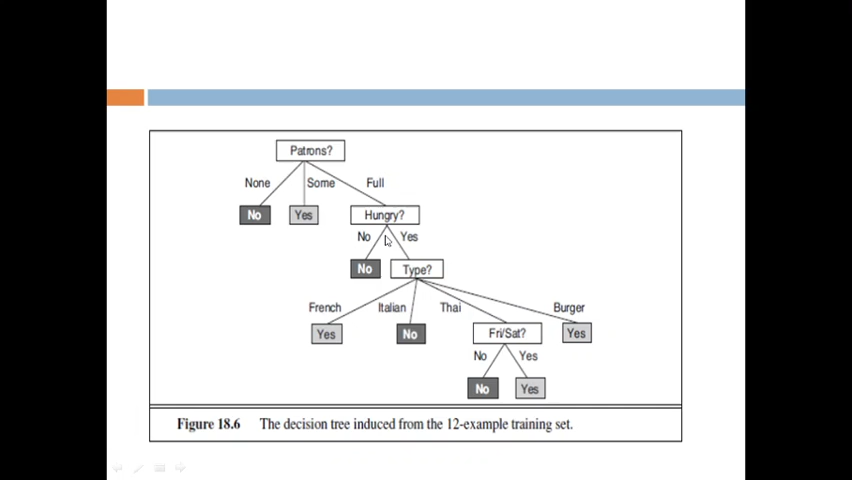 Patrons?
None Some Full
No Yes Hungry?
No Yes
No Type?
French Italian Thai Burger
Yes No Fri/Sat? Yes
No Yes
No Yes
Figure 18.6 The decision tree induced from the 12-example training set.